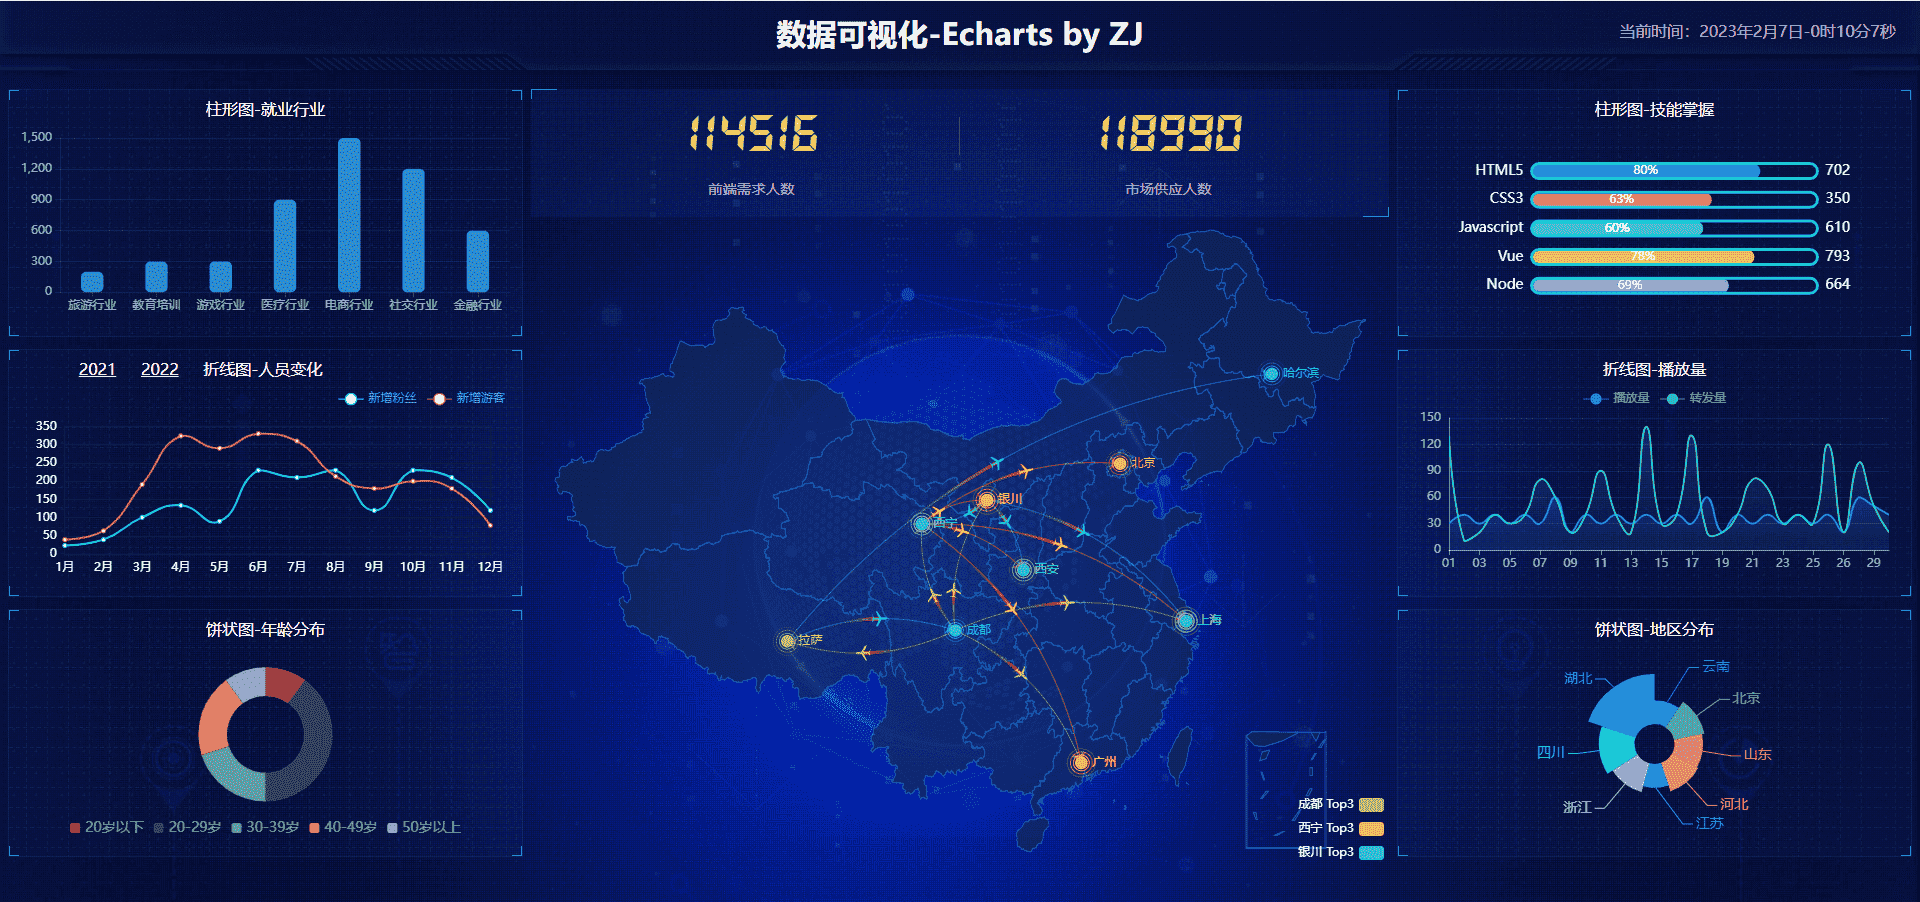 数据可视化-Echarts by ZJ
当前时间：2023年2月7日-0时10分7秒
柱形图-就业行业
1,500
1,200
900
600
300
0
旅游行业 教育培训 游戏行业 医疗行业 电商行业 社交行业 金融行业
2021 2022 折线图-人员变化
新增粉丝 新增游客
350
300
250
200
150
100
50
0
1月 2月 3月 4月 5月 6月 7月 8月 9月 10月 11月 12月
饼状图-年龄分布
20岁以下 20-29岁 30-39岁 40-49岁 50岁以上
114516 118990
前端需求人数 市场供应人数
哈尔滨
北京
银川
西宁
西安
上海
成都
拉萨
广州
成都 Top3
西宁 Top3
银川 Top3
柱形图-技能掌握
HTML5 80% 702
CSS3 63% 350
Javascript 60% 610
Vue 78% 793
Node 69% 664
折线图-播放量
播放量 转发量
150
120
90
60
30
0
01 03 05 07 09 11 13 15 17 19 21 23 25 27 29
饼状图-地区分布
云南
湖北
北京
四川
山东
浙江
河北
江苏